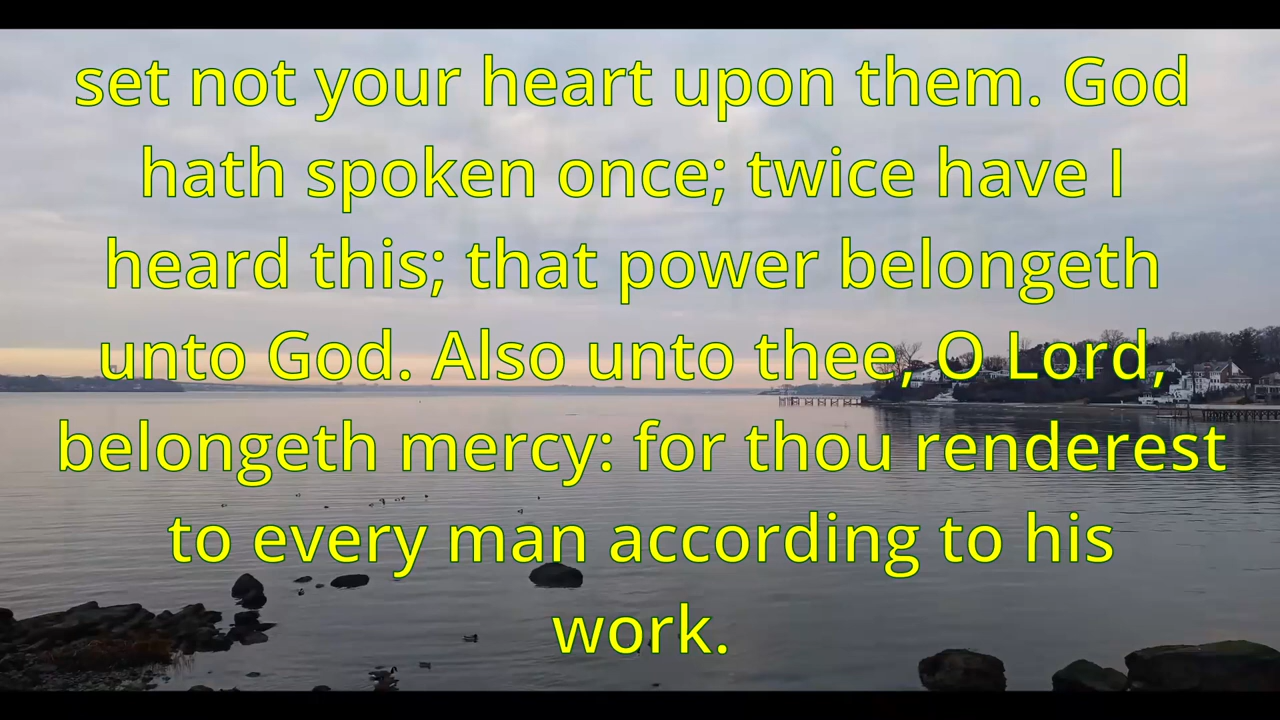 set not your heart upon them. God
hath spoken once; twice have I
heard this; that power belongeth
unto God. Also unto thee, O Lord,
belongeth mercy: for thou renderest
to every man according to his
work.